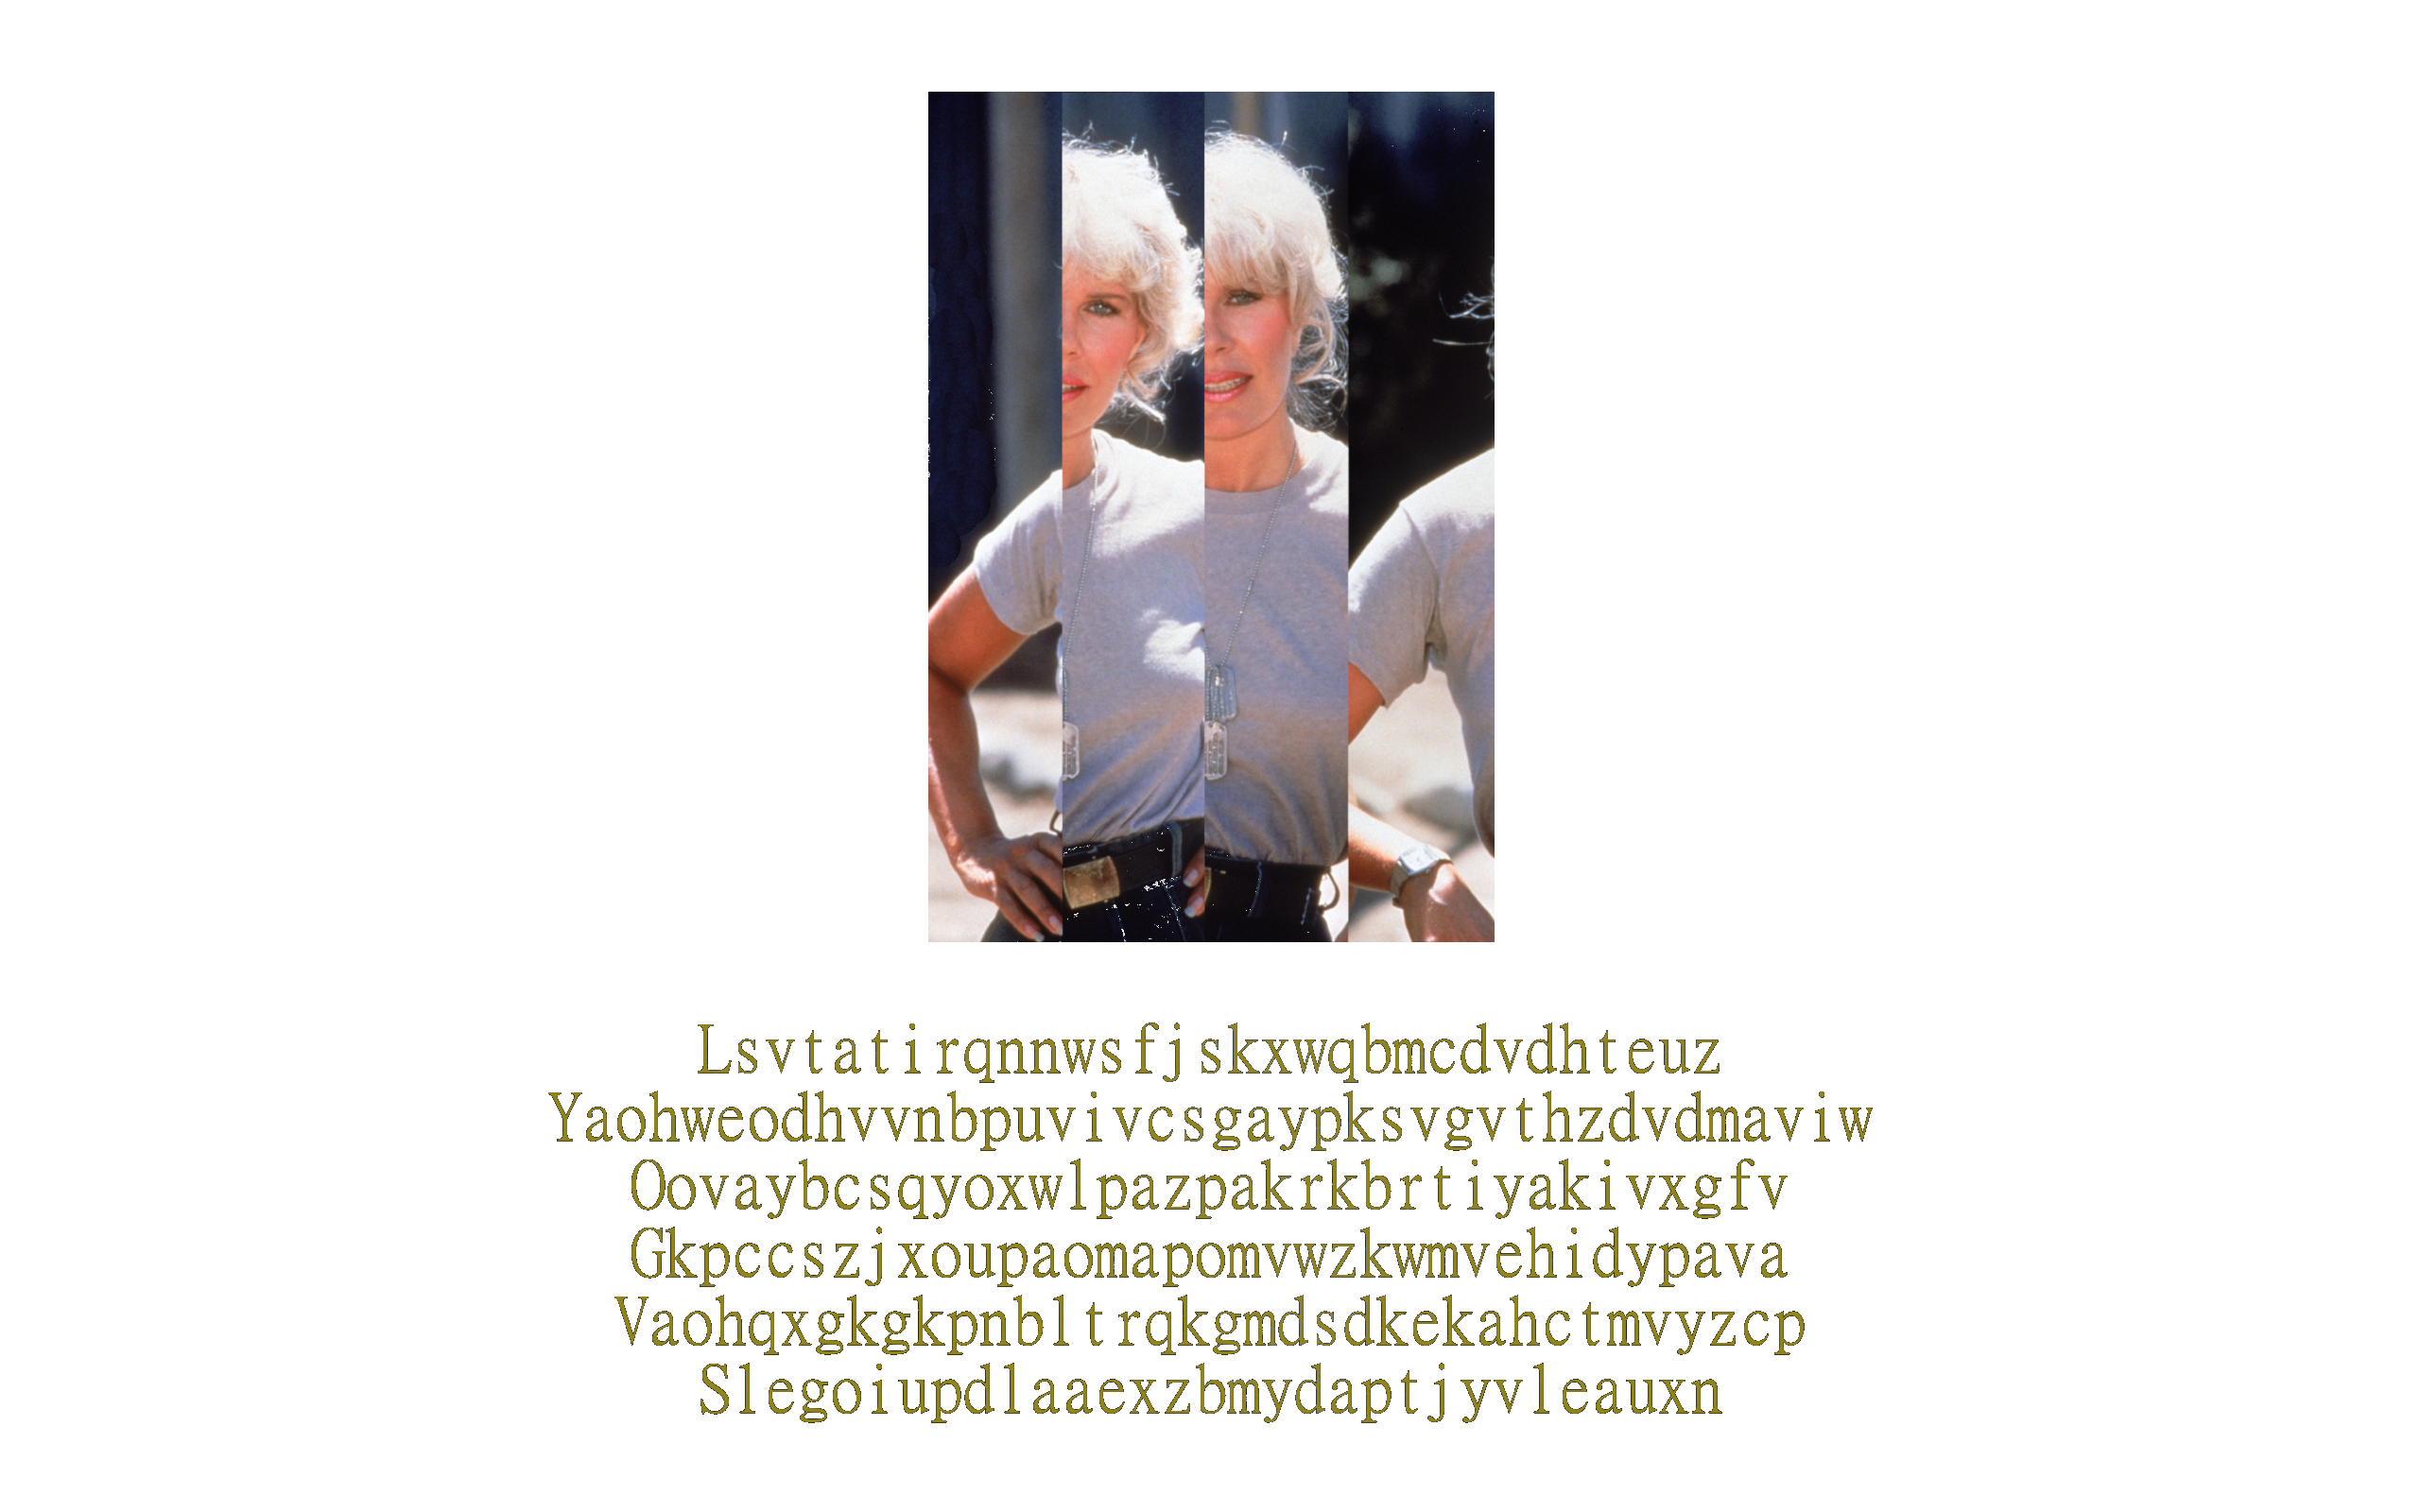 Lsvtatirqnnwsfjskxwqbmcdvdhteuz
Yaohweodhvvnbpuvivcsgaypksvgvthzdvdmaviw
Oovaybcsqyoxwlpazpakrkbrtiyakivxgfv
Gkpccszjxoupaomapomvwzkwmvehidypava
Vaohqxgkgkpnbltrqkgmdsdkekahctmvyzcp
Slegoiupdlaaexzbmydaptjyvleauxn